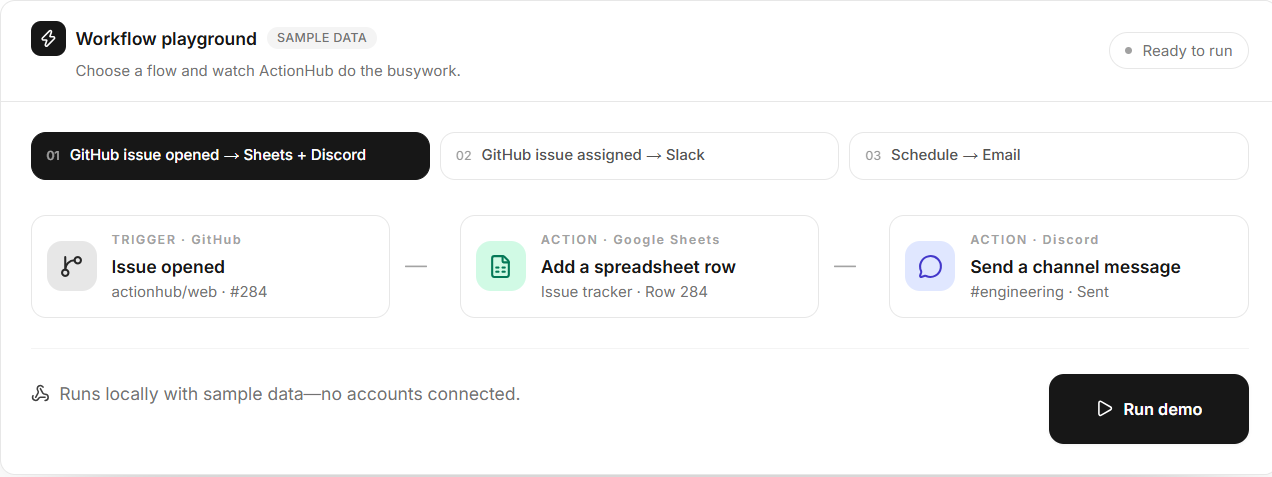 Workflow playground SAMPLE DATA
Choose a flow and watch ActionHub do the busywork.
Ready to run
01 GitHub issue opened → Sheets + Discord
02 GitHub issue assigned → Slack
03 Schedule → Email
TRIGGER · GitHub
Issue opened
actionhub/web · #284
ACTION · Google Sheets
Add a spreadsheet row
Issue tracker · Row 284
ACTION · Discord
Send a channel message
#engineering · Sent
Runs locally with sample data—no accounts connected.
Run demo